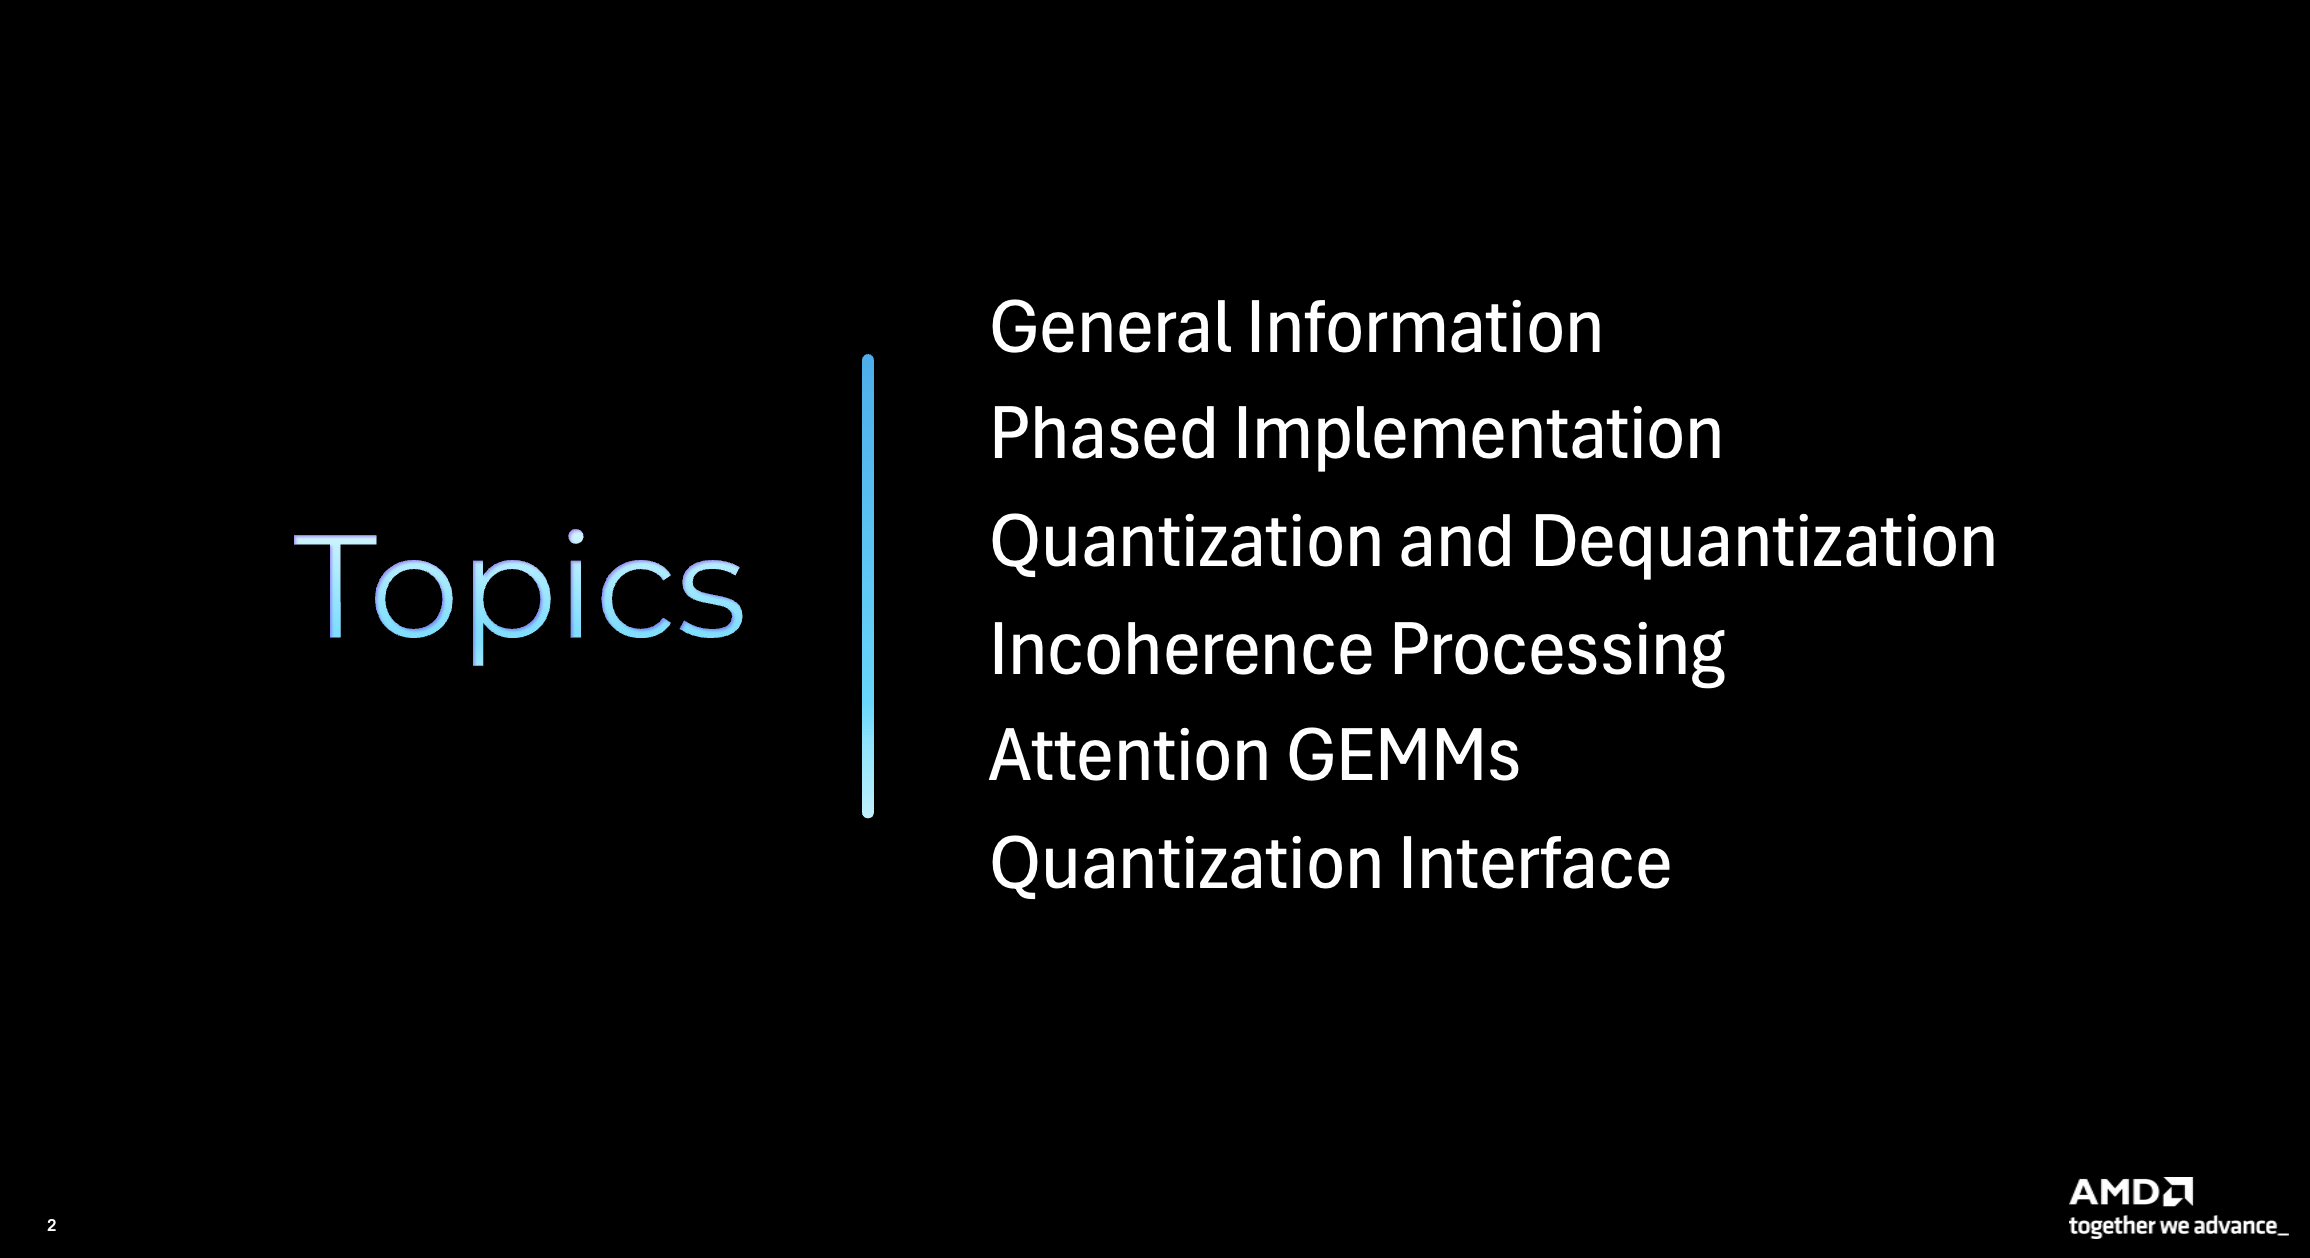 Topics
General Information
Phased Implementation
Quantization and Dequantization
Incoherence Processing
Attention GEMMs
Quantization Interface
2
AMD
together we advance_